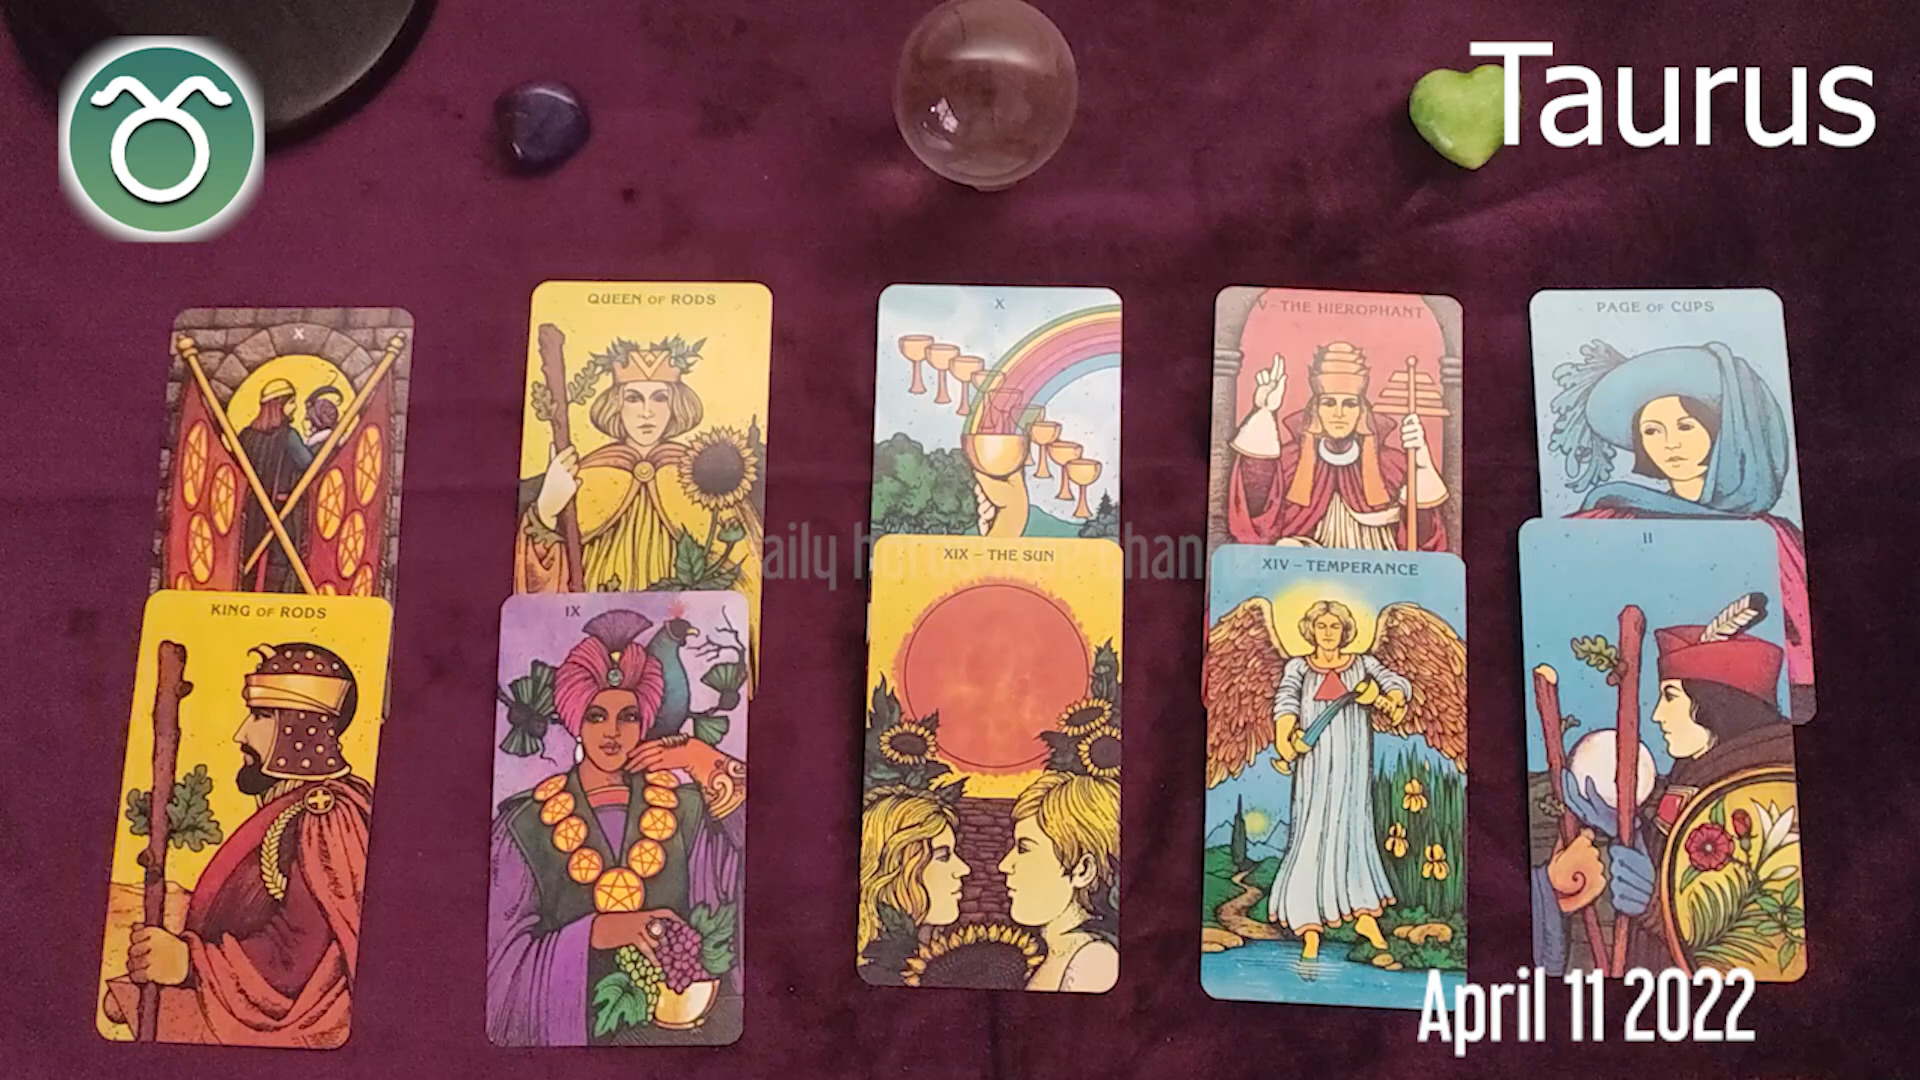 Taurus
X
QUEEN OF RODS
X
V – THE HIEROPHANT
PAGE OF CUPS
KING OF RODS
IX
XIX – THE SUN
XIV – TEMPERANCE
II
April 11 2022